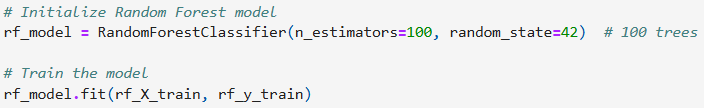 # Initialize Random Forest model
rf_model = RandomForestClassifier(n_estimators=100, random_state=42)  # 100 trees
# Train the model
rf_model.fit(rf_X_train, rf_y_train)